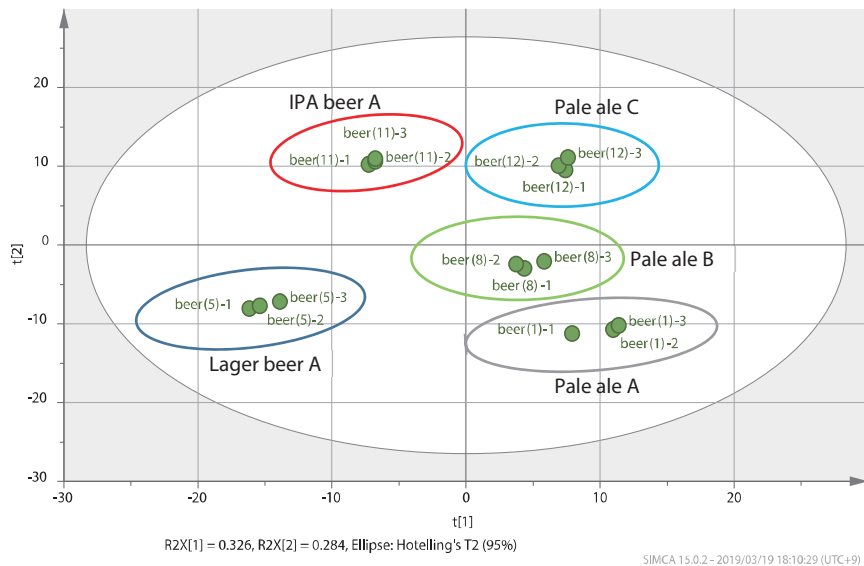 IPA beer A
Pale ale C
beer(11)-3
beer(11)-1
beer(11)-2
beer(12)-2
beer(12)-3
beer(12)-1
Pale ale B
beer(8)-2
beer(8)-3
beer(8)-1
beer(5)-1
beer(5)-3
beer(5)-2
Lager beer A
beer(1)-1
beer(1)-3
beer(1)-2
Pale ale A
t[2]
20
10
0
-10
-20
-30
-30
-20
-10
0
10
20
t[1]
R2X[1] = 0.326, R2X[2] = 0.284, Ellipse: Hotelling's T2 (95%)
SIMCA 15.0.2 - 2019/03/19 18:10:29 (UTC+9)